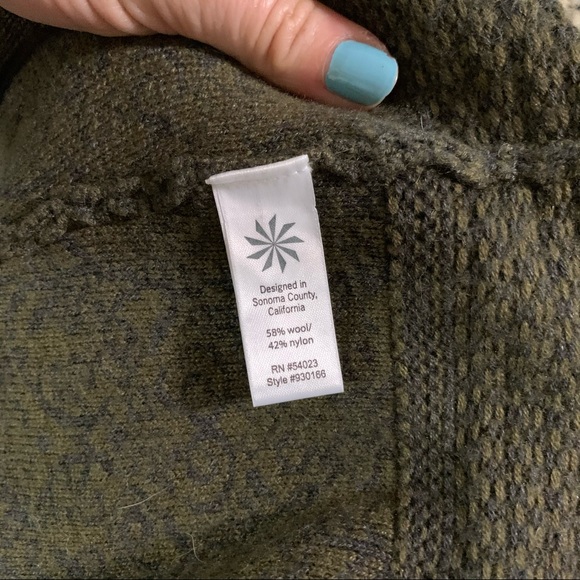 Designed in
Sonoma County,
California
58% wool/
42% nylon
RN #54023
Style #930166